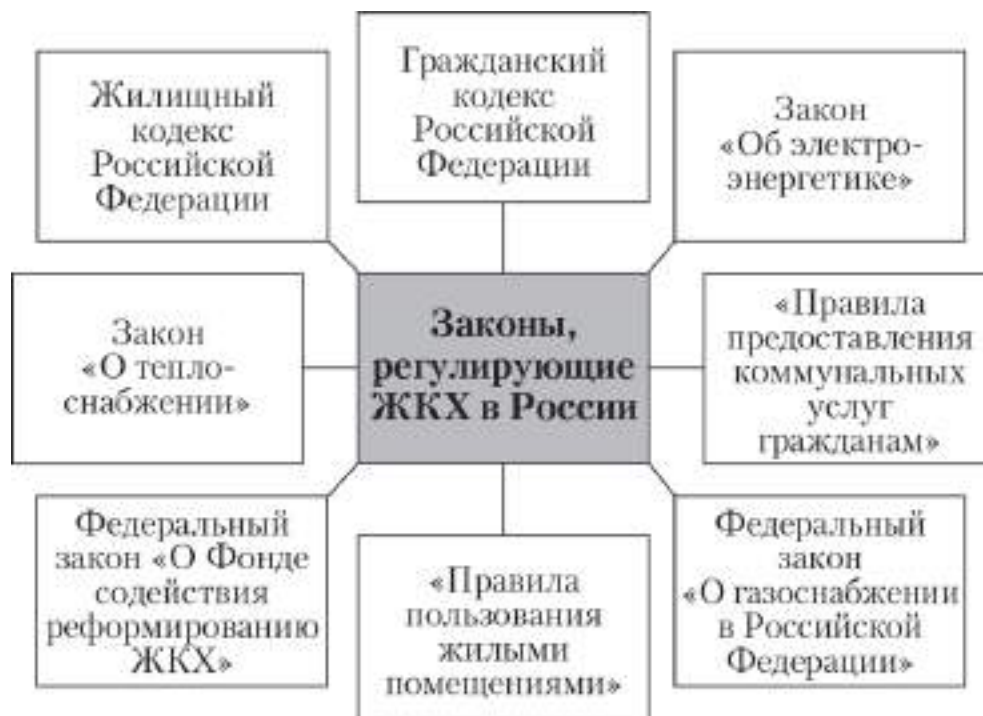 Жилищный
кодекс
Российской
Федерации
Гражданский
кодекс
Российской
Федерации
Закон
«Об электро-
энергетике»
Закон
«О тепло-
снабжении»
Законы,
регулирующие
ЖКХ в России
«Правила
предоставления
коммунальных
услуг
гражданам»
Федеральный
закон «О Фонде
содействия
реформированию
ЖКХ»
«Правила
пользования
жилыми
помещениями»
Федеральный
закон
«О газоснабжении
в Российской
Федерации»